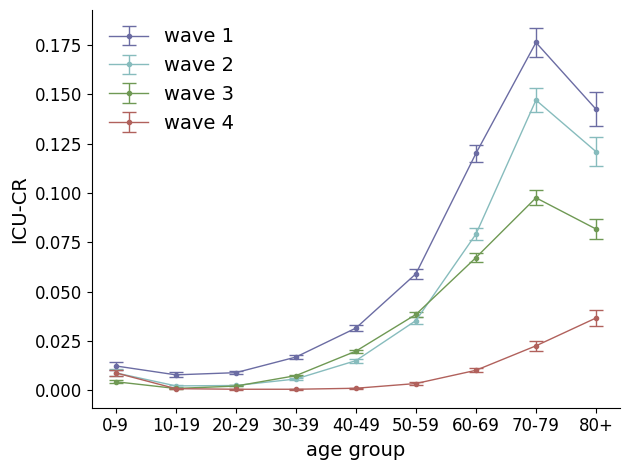 wave 1
wave 2
wave 3
wave 4
0.175
0.150
0.125
0.100
0.075
0.050
0.025
0.000
ICU-CR
0-9 10-19 20-29 30-39 40-49 50-59 60-69 70-79 80+
age group